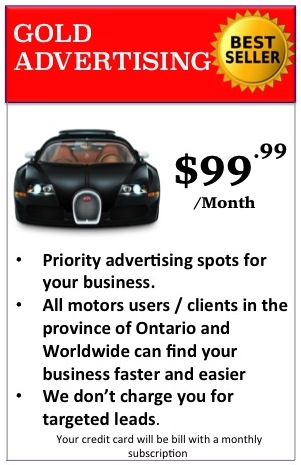 GOLD
ADVERTISING
BEST
SELLER
$99.99
/Month
• Priority advertising spots for
your business.
• All motors users / clients in the
province of Ontario and
Worldwide can find your
business faster and easier
• We don’t charge you for
targeted leads.
Your credit card will be bill with a monthly
subscription